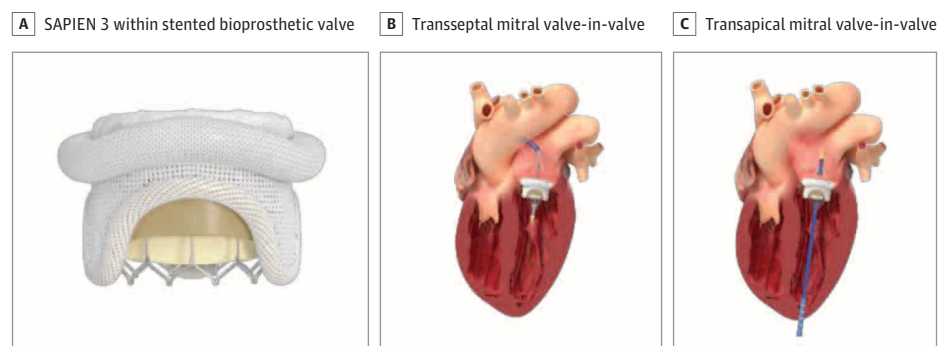 A SAPIEN 3 within stented bioprosthetic valve
B Transseptal mitral valve-in-valve
C Transapical mitral valve-in-valve